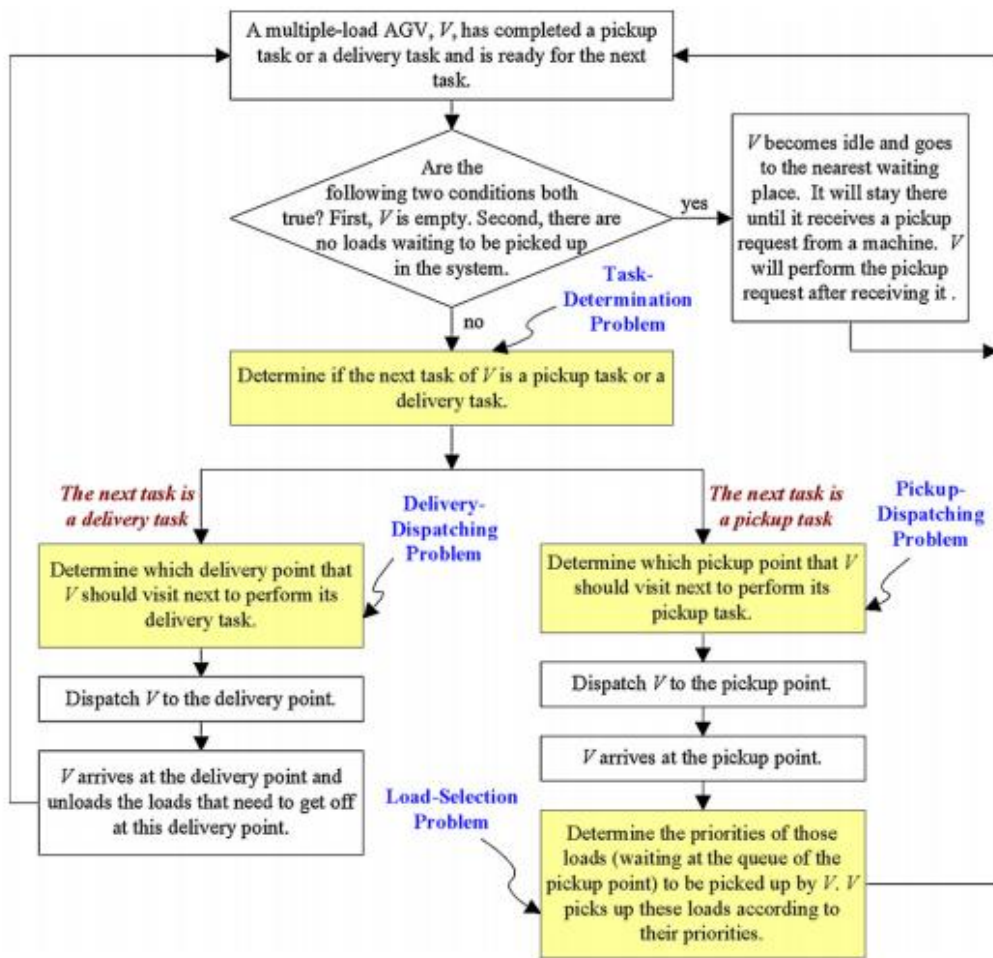 A multiple-load AGV, V, has completed a pickup
task or a delivery task and is ready for the next
task.
Are the
following two conditions both
true? First, V is empty. Second, there are
no loads waiting to be picked up
in the system.
yes
V becomes idle and goes
to the nearest waiting
place. It will stay there
until it receives a pickup
request from a machine. V
will perform the pickup
request after receiving it .
no
Task-
Determination
Problem
Determine if the next task of V is a pickup task or a
delivery task.
The next task is
a delivery task
Delivery-
Dispatching
Problem
The next task is
a pickup task
Pickup-
Dispatching
Problem
Determine which delivery point that
V should visit next to perform its
delivery task.
Determine which pickup point that V
should visit next to perform its
pickup task.
Dispatch V to the delivery point.
Dispatch V to the pickup point.
V arrives at the delivery point and
unloads the loads that need to get off
at this delivery point.
V arrives at the pickup point.
Load-Selection
Problem
Determine the priorities of those
loads (waiting at the queue of the
pickup point) to be picked up by V. V
picks up these loads according to
their priorities.